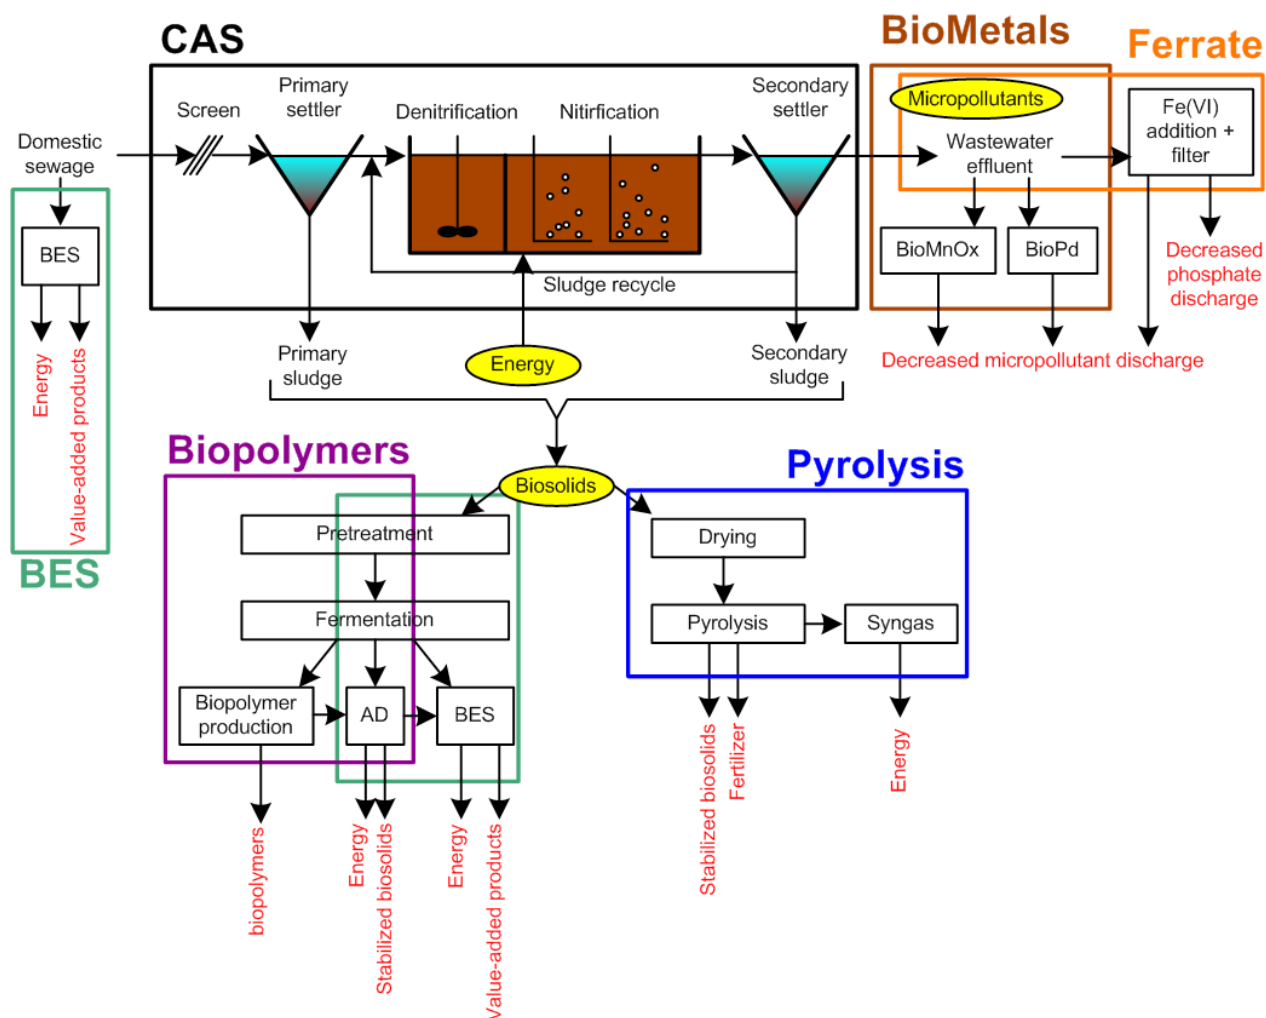 CAS
BioMetals
Ferrate
Primary
settler
Secondary
settler
Screen
Denitrification
Nitirfication
Micropollutants
Fe(VI)
addition +
filter
Domestic
sewage
Wastewater
effluent
BES
BioMnOx
BioPd
Decreased
phosphate
discharge
Sludge recycle
Energy
Value-added products
BES
Primary
sludge
Energy
Secondary
sludge
Decreased micropollutant discharge
Biopolymers
Pyrolysis
Biosolids
Pretreatment
Drying
Fermentation
Pyrolysis
Syngas
Biopolymer
production
AD
BES
Stabilized biosolids
Fertilizer
Energy
biopolymers
Energy
Stabilized biosolids
Energy
Value-added products